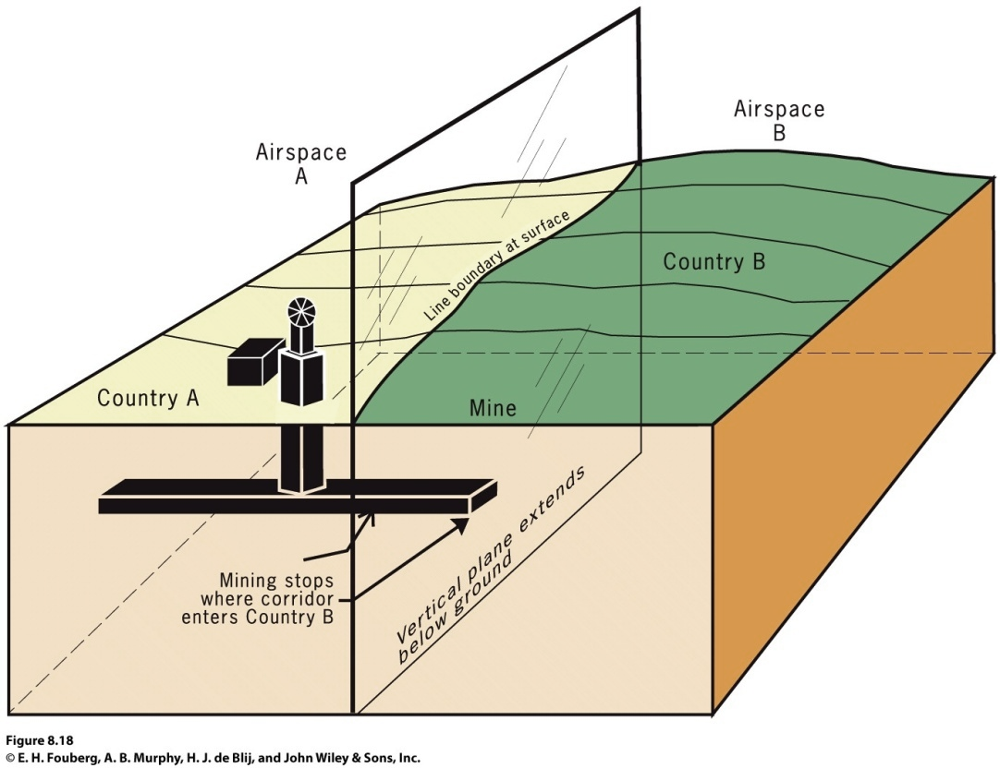 Airspace
A
Airspace
B
Line boundary at surface
Country B
Country A
Mine
Mining stops
where corridor
enters Country B
Vertical plane extends
below ground
Figure 8.18
© E. H. Fouberg, A. B. Murphy, H. J. de Blij, and John Wiley & Sons, Inc.